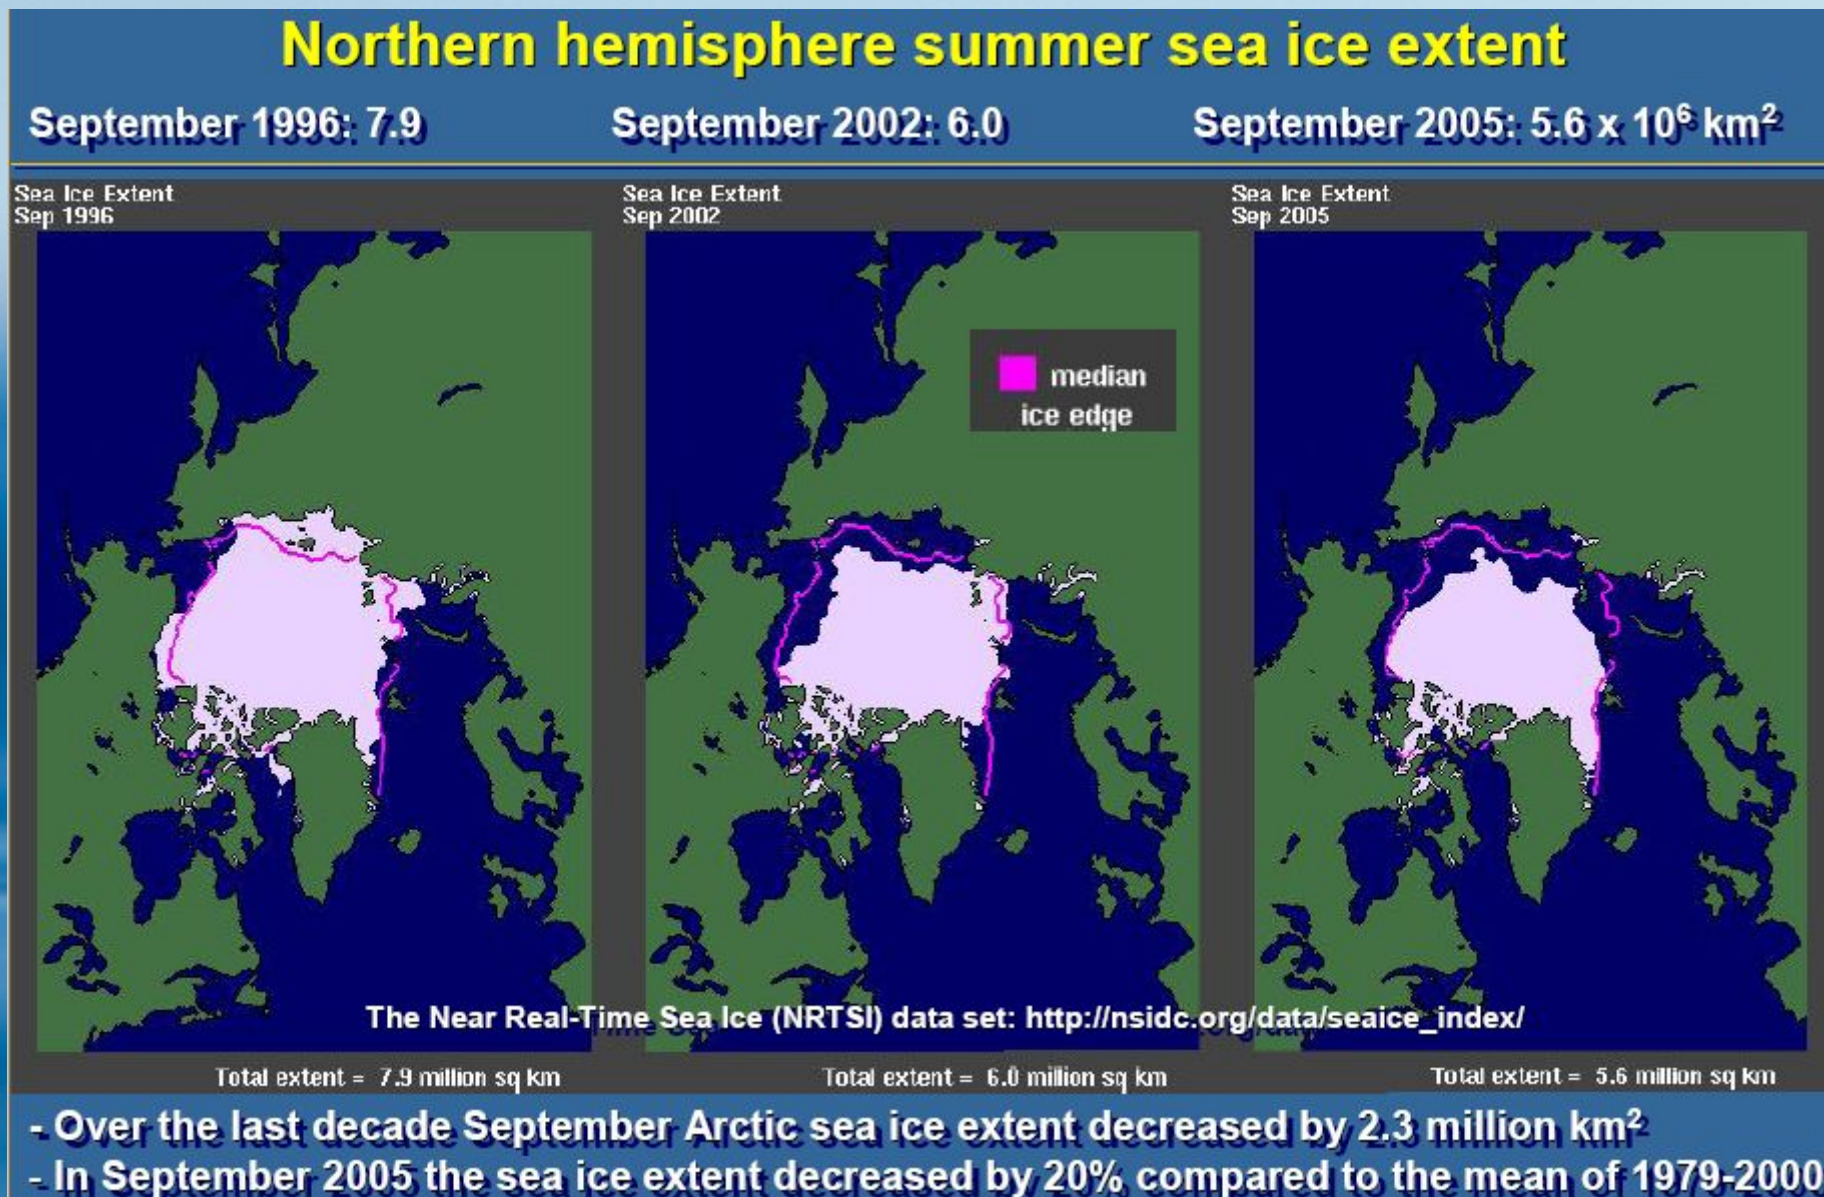 Northern hemisphere summer sea ice extent
September 1996: 7.9 September 2002: 6.0 September 2005: 5.6 x 10⁶ km²
Sea Ice Extent
Sep 1996
Sea Ice Extent
Sep 2002
Sea Ice Extent
Sep 2005
median
ice edge
The Near Real-Time Sea Ice (NRTSI) data set: http://nsidc.org/data/seaice_index/
Total extent = 7.9 million sq km
Total extent = 6.0 million sq km
Total extent = 5.6 million sq km
- Over the last decade September Arctic sea ice extent decreased by 2.3 million km²
- In September 2005 the sea ice extent decreased by 20% compared to the mean of 1979-2000